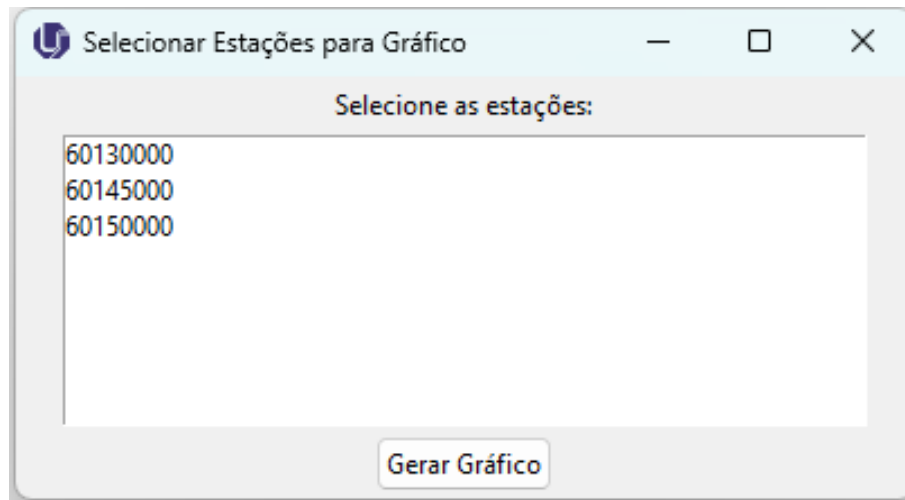 Selecionar Estações para Gráfico
Selecione as estações:
60130000
60145000
60150000
Gerar Gráfico